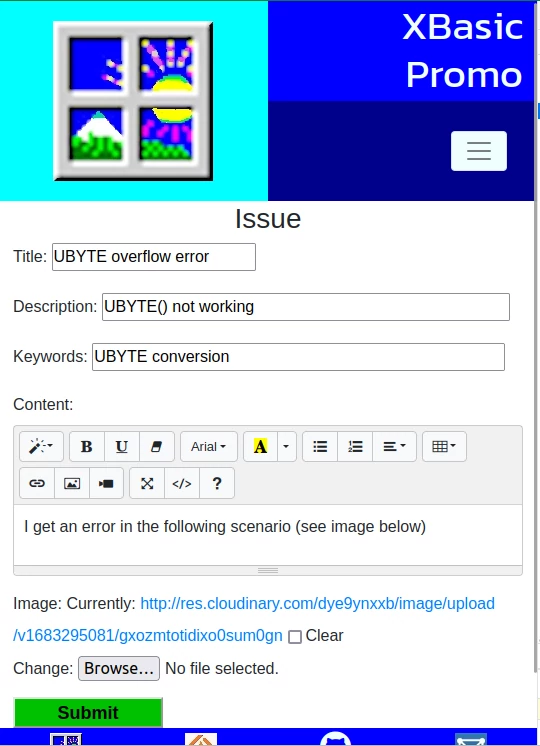 XBasic
Promo
Issue
Title: UBYTE overflow error
Description: UBYTE() not working
Keywords: UBYTE conversion
Content:
B U Arial A
</> ?
I get an error in the following scenario (see image below)
Image: Currently: http://res.cloudinary.com/dye9ynxxb/image/upload
/v1683295081/gxozmtotidixo0sum0gn Clear
Change: Browse... No file selected.
Submit